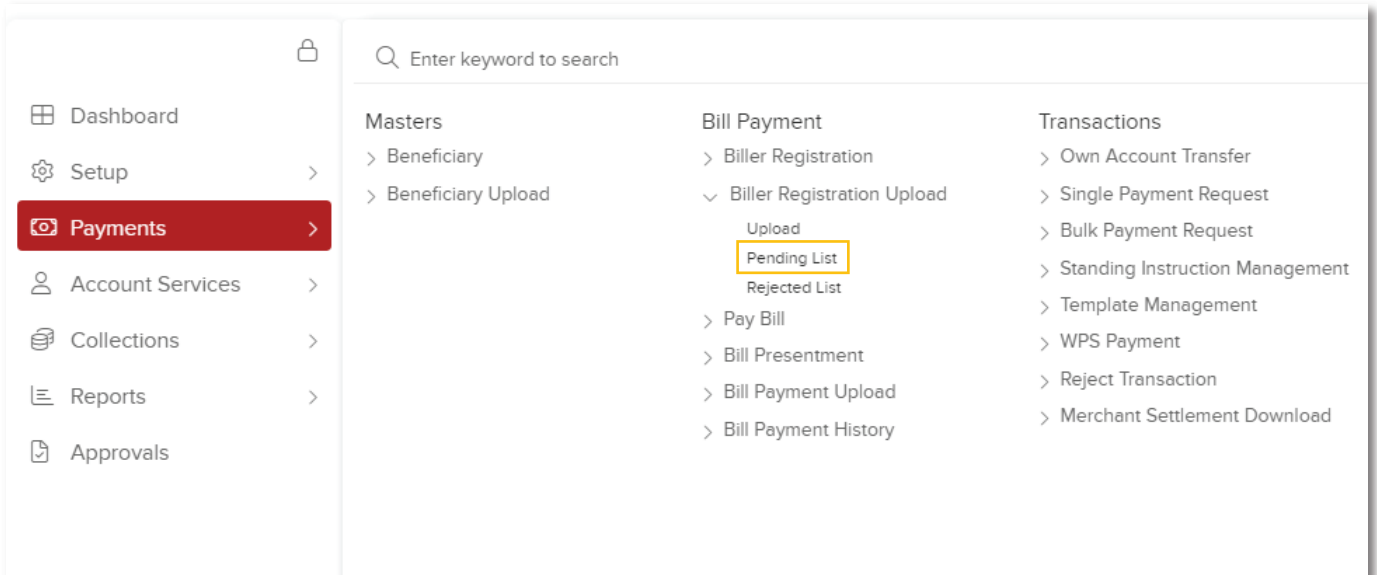 Enter keyword to search
Dashboard
Setup
Payments
Account Services
Collections
Reports
Approvals
Masters
Beneficiary
Beneficiary Upload
Bill Payment
Biller Registration
Biller Registration Upload
Upload
Pending List
Rejected List
Pay Bill
Bill Presentment
Bill Payment Upload
Bill Payment History
Transactions
Own Account Transfer
Single Payment Request
Bulk Payment Request
Standing Instruction Management
Template Management
WPS Payment
Reject Transaction
Merchant Settlement Download